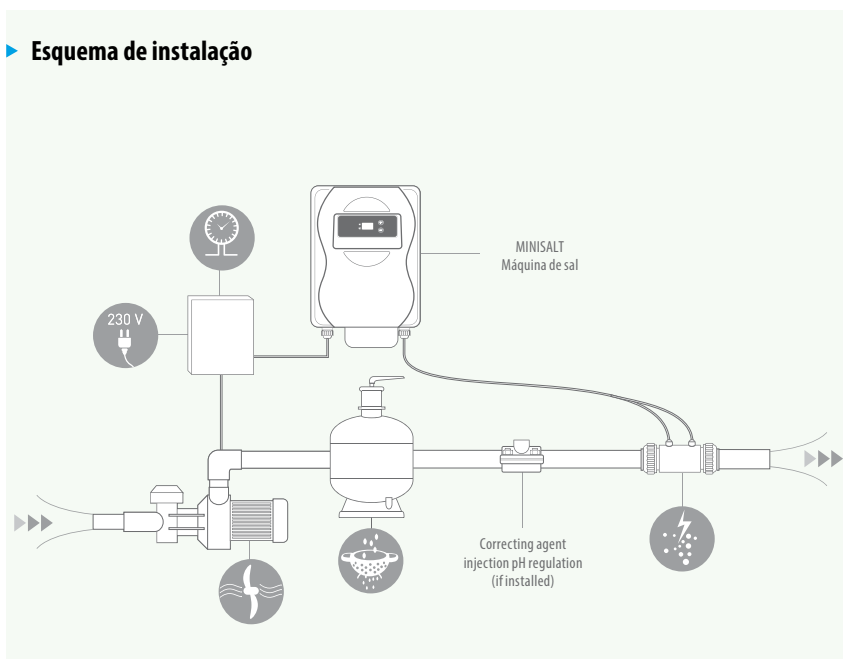 Esquema de instalação
MINISALT
Máquina de sal
230 V
Correcting agent
injection pH regulation
(if installed)